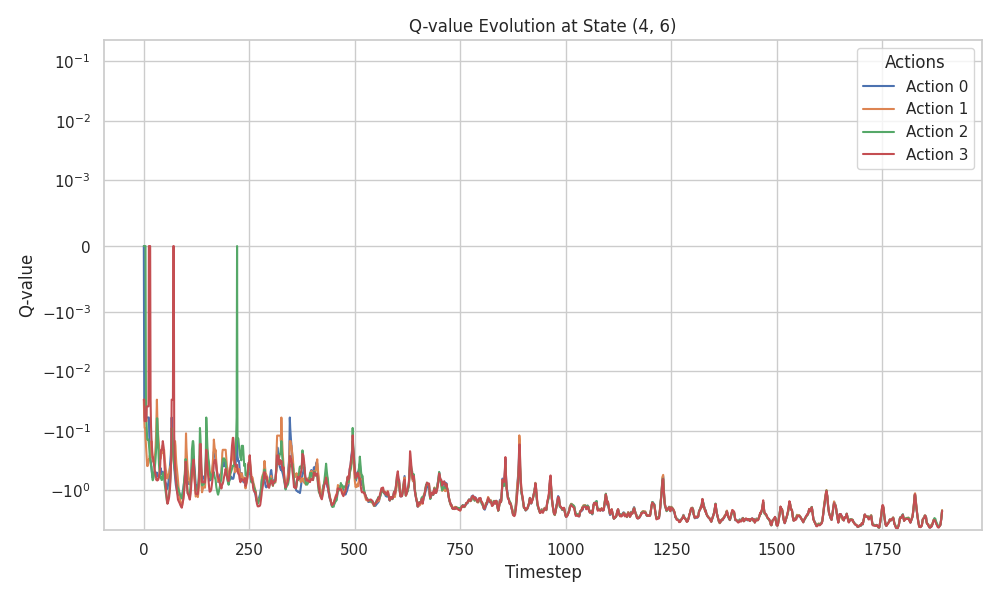 Q-value Evolution at State (4, 6)
Actions
Action 0
Action 1
Action 2
Action 3
Q-value
10⁻¹
10⁻²
10⁻³
0
−10⁻³
−10⁻²
−10⁻¹
−10⁰
0 250 500 750 1000 1250 1500 1750
Timestep